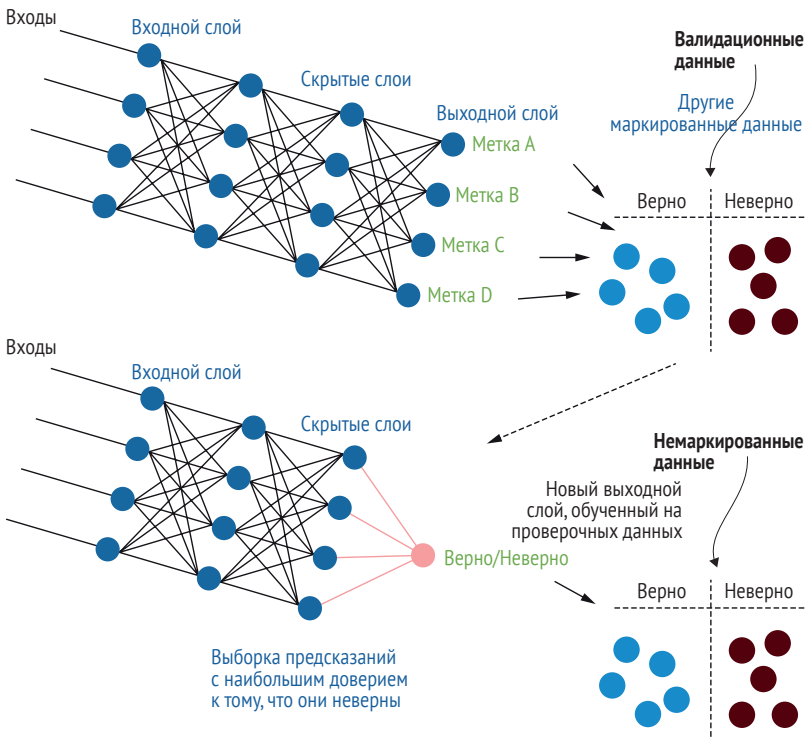 Входы
Входной слой
Скрытые слои
Выходной слой
Метка A
Метка B
Метка C
Метка D
Валидационные
данные
Другие
маркированные данные
Верно
Неверно
Входы
Входной слой
Скрытые слои
Верно/Неверно
Немаркированные
данные
Новый выходной
слой, обученный на
проверочных данных
Верно
Неверно
Выборка предсказаний
с наибольшим доверием
к тому, что они неверны